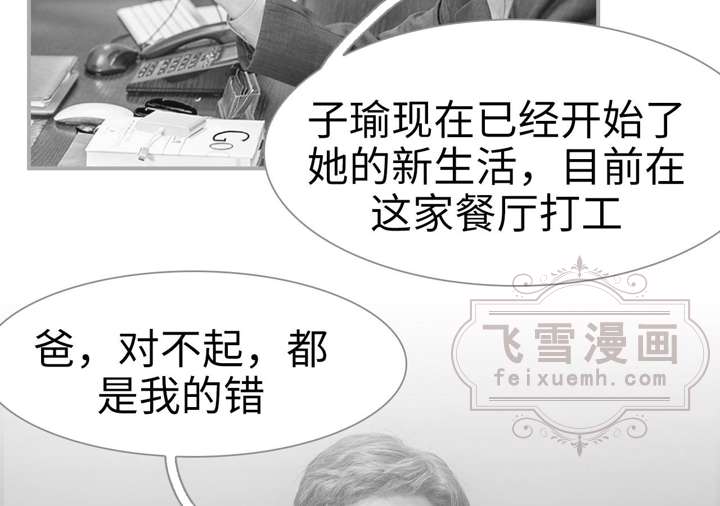 Go
子瑜现在已经开始了
她的新生活，目前在
这家餐厅打工
飞雪漫画
feixuemh.com
爸，对不起，都
是我的错